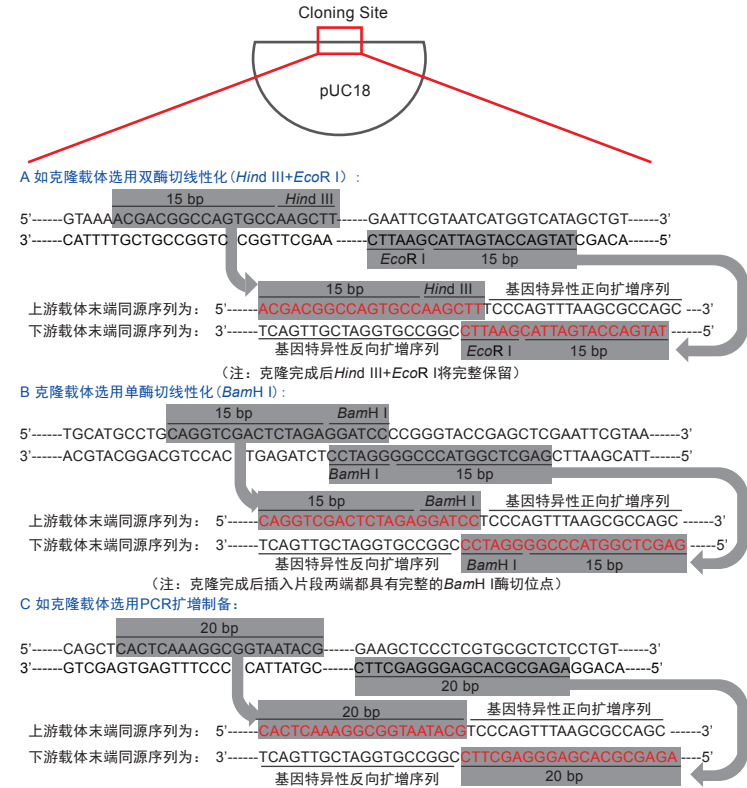 Cloning Site
pUC18
A 如克隆载体选用双酶切线性化(Hind III+EcoR I):
15 bp Hind III
5’------GTAAAACGACGGCCAGTGCCAAGCTT------GAATTCGTAATCATGGTCATAGCTGT------3’
3’------CATTTTGCTGCCGGTC CGGTTCGAA ------CTTAAGCATTAGTACCAGTATCGACA------5’
EcoR I 15 bp
15 bp Hind III 基因特异性正向扩增序列
上游载体末端同源序列为: 5’-----ACGACGGCCAGTGCCAAGCTTTCCCAGTTTAAGCGCCAGC ---3’
下游载体末端同源序列为: 3’-----TCAGTTGCTAGGTGCCGGCCTTAAGCATTAGTACCAGTAT -----5’
基因特异性反向扩增序列 EcoR I 15 bp
(注:克隆完成后Hind III+EcoR I将完整保留)
B 克隆载体选用单酶切线性化(BamH I):
15 bp BamH I
5’------TGCATGCCTGCAGGTCGACTCTAGAGGATCCCCGGGTACCGAGCTCGAATTCGTAA------3’
3’------ACGTACGGACGTCCAC TGAGATCTCCTAGGGGCCCATGGCTCGAGCTTAAGCATT------5’
BamH I 15 bp
15 bp BamH I 基因特异性正向扩增序列
上游载体末端同源序列为: 5’-----CAGGTCGACTCTAGAGGATCCTCCCAGTTTAAGCGCCAGC -----3’
下游载体末端同源序列为: 3’-----TCAGTTGCTAGGTGCCGGCCCTAGGGGCCCATGGCTCGAG -----5’
基因特异性反向扩增序列 BamH I 15 bp
(注:克隆完成后插入片段两端都具有完整的BamH I酶切位点)
C 如克隆载体选用PCR扩增制备:
20 bp
5’------CAGCTCACTCAAAGGCGGTAATACG------GAAGCTCCCTCGTGCGCTCTCCTGT------3’
3’------GTCGAGTGAGTTTCCC CATTATGC------CTTCGAGGGAGCACGCGAGAGGACA-----5’
20 bp
20 bp 基因特异性正向扩增序列
上游载体末端同源序列为: 5’-----CACTCAAAGGCGGTAATACGTCCCAGTTTAAGCGCCAGC -----3’
下游载体末端同源序列为: 3’-----TCAGTTGCTAGGTGCCGGCCTTCGAGGGAGCACGCGAGA ----5’
基因特异性反向扩增序列 20 bp